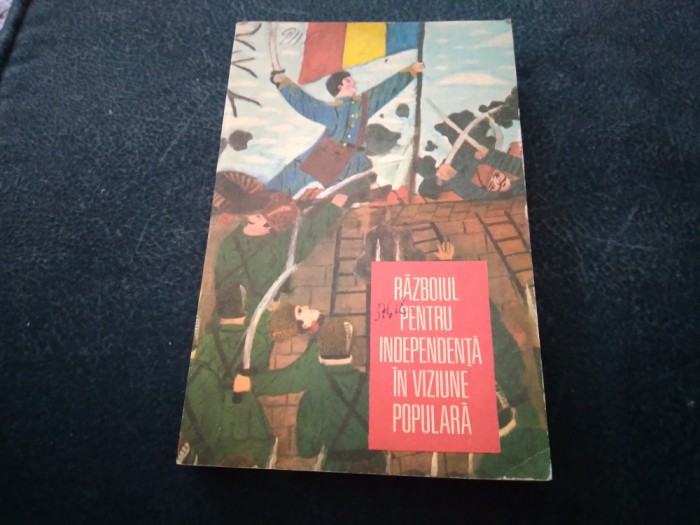 RĂZBOIUL
PENTRU
INDEPENDENȚĂ
ÎN VIZIUNE
POPULARĂ